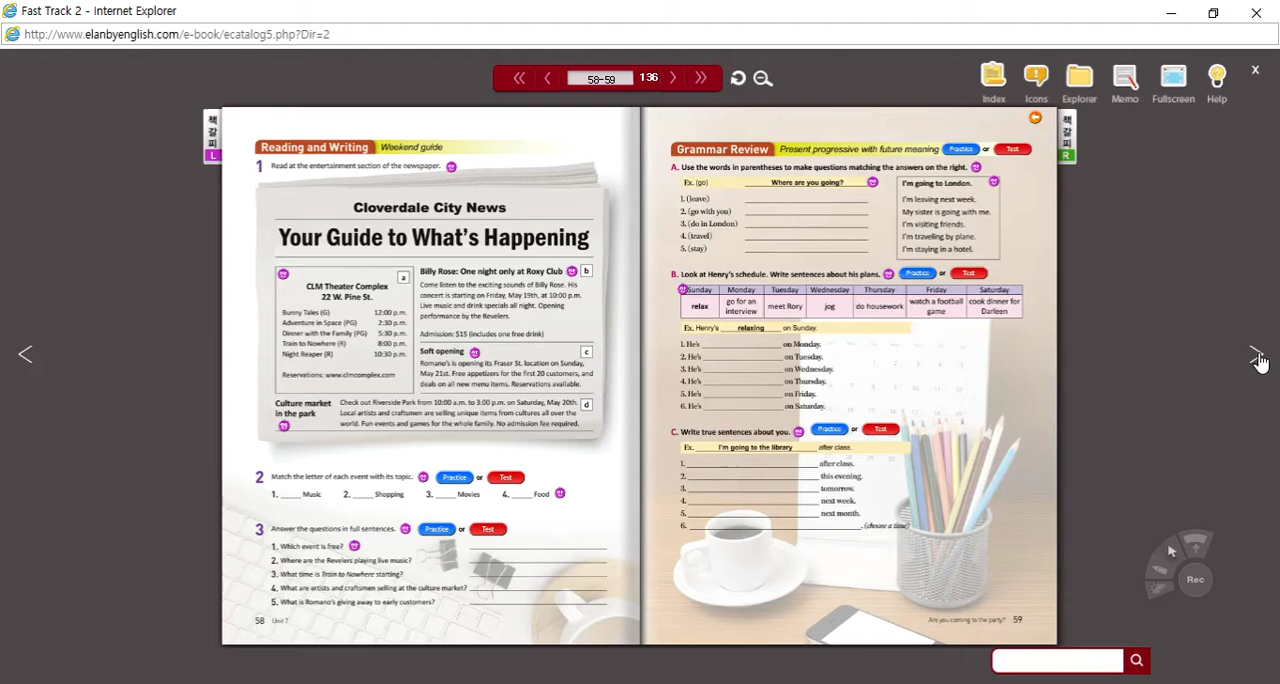 Fast Track 2 - Internet Explorer
http://www.elanbyenglish.com/e-book/ecatalog5.php?Dir=2
58-59 136
Index Icons Explorer Memo Fullscreen Help
책갈피 L
Reading and Writing Weekend guide
1 Read at the entertainment section of the newspaper.
Cloverdale City News
Your Guide to What's Happening
a
CLM Theater Complex
22 W. Pine St.
Bunny Tales (G) 12:00 p.m.
Adventure in Space (PG) 2:30 p.m.
Dinner with the Family (PG) 5:30 p.m.
Train to Nowhere (R) 8:00 p.m.
Night Reaper (R) 10:30 p.m.
Reservations: www.clmcomplex.com
Billy Rose: One night only at Roxy Club b
Come listen to the exciting sounds of Billy Rose. His
concert is starting on Friday, May 19th, at 10:00 p.m.
Live music and drink specials all night. Opening
performance by the Revelers.
Admission: $15 (includes one free drink)
Soft opening c
Romano's is opening its Fraser St. location on Sunday,
May 21st. Free appetizers for the first 20 customers, and
deals on all new menu items. Reservations available.
Culture market
in the park
Check out Riverside Park from 10:00 a.m. to 3:00 p.m. on Saturday, May 20th. d
Local artists and craftsmen are selling unique items from cultures all over the
world. Fun events and games for the whole family. No admission fee required.
2 Match the letter of each event with its topic. Practice or Test
1. _____ Music 2. _____ Shopping 3. _____ Movies 4. _____ Food
3 Answer the questions in full sentences. Practice or Test
1. Which event is free?
2. Where are the Revelers playing live music?
3. What time is Train to Nowhere starting?
4. What are artists and craftsmen selling at the culture market?
5. What is Romano's giving away to early customers?
58 Unit 7
책갈피 R
Grammar Review Present progressive with future meaning Practice or Test
A. Use the words in parentheses to make questions matching the answers on the right.
Ex. (go) Where are you going? I'm going to London.
1. (leave) I'm leaving next week.
2. (go with you) My sister is going with me.
3. (do in London) I'm visiting friends.
4. (travel) I'm traveling by plane.
5. (stay) I'm staying in a hotel.
B. Look at Henry's schedule. Write sentences about his plans. Practice or Test
Sunday Monday Tuesday Wednesday Thursday Friday Saturday
relax go for an interview meet Rory jog do housework watch a football game cook dinner for Darleen
Ex. Henry's relaxing on Sunday.
1. He's on Monday.
2. He's on Tuesday.
3. He's on Wednesday.
4. He's on Thursday.
5. He's on Friday.
6. He's on Saturday.
C. Write true sentences about you. Practice or Test
Ex. I'm going to the library after class.
1. after class.
2. this evening.
3. tomorrow.
4. next week.
5. next month.
6. . (choose a time)
Are you coming to the party? 59
Rec